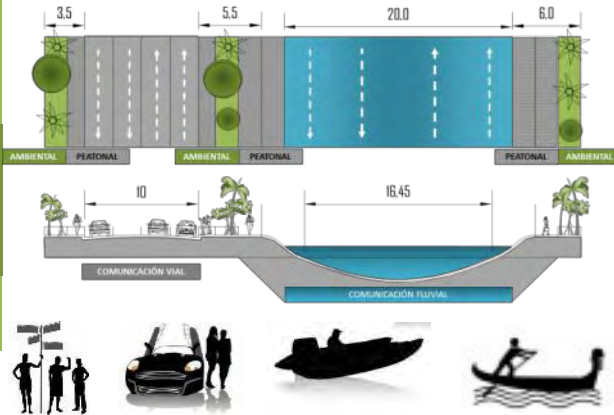 3,5 5,5 20,0 6,0
AMBIENTAL PEATONAL AMBIENTAL PEATONAL PEATONAL AMBIENTAL
10 16,45
COMUNICACIÓN VIAL
COMUNICACIÓN FLUVIAL